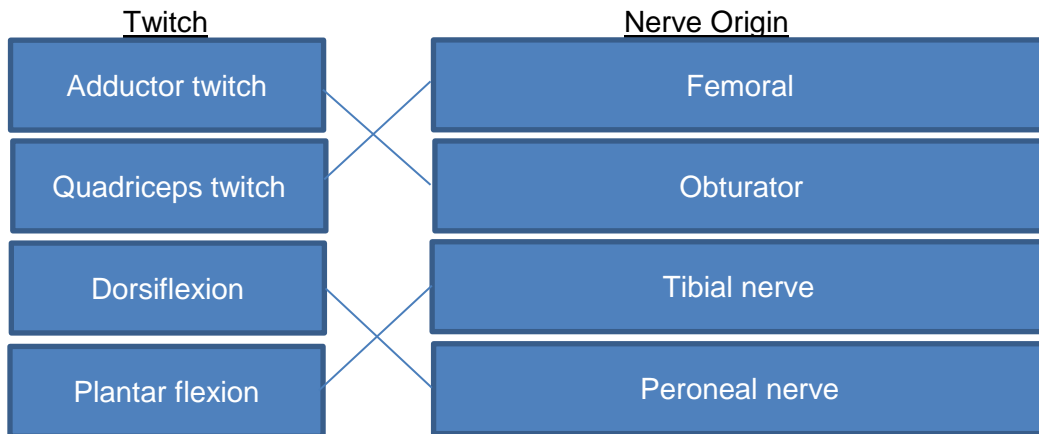 Twitch
Nerve Origin
Adductor twitch
Femoral
Quadriceps twitch
Obturator
Dorsiflexion
Tibial nerve
Plantar flexion
Peroneal nerve